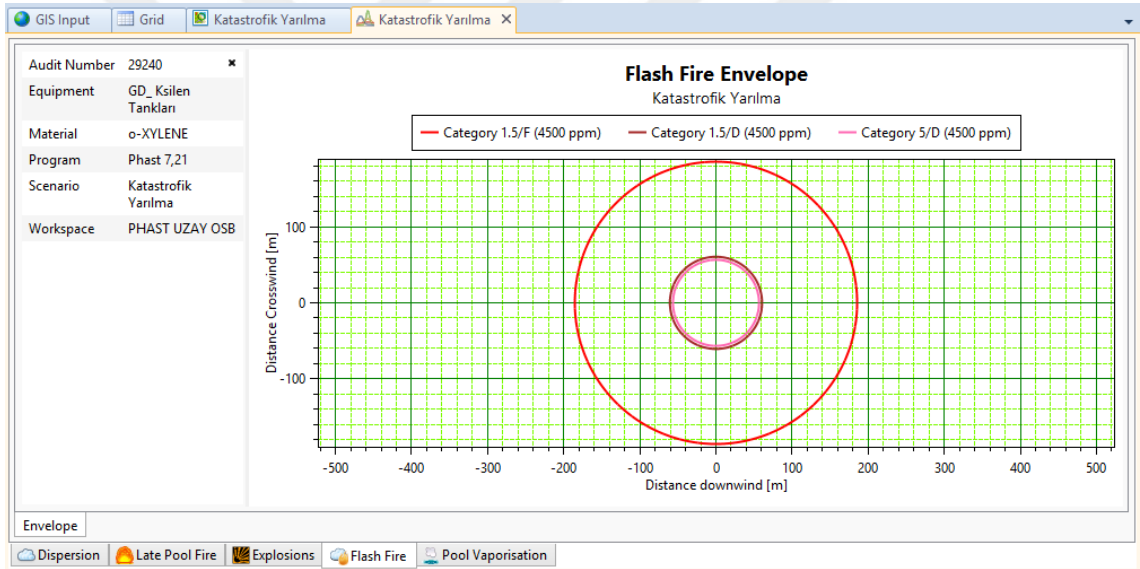 GIS Input
Grid
Katastrofik Yarılma
Katastrofik Yarılma
Audit Number 29240
Equipment GD_ Ksilen
Tankları
Material o-XYLENE
Program Phast 7,21
Scenario Katastrofik
Yarılma
Workspace PHAST UZAY OSB
Flash Fire Envelope
Katastrofik Yarılma
Category 1.5/F (4500 ppm) Category 1.5/D (4500 ppm) Category 5/D (4500 ppm)
Distance Crosswind [m]
100
0
-100
-500 -400 -300 -200 -100 0 100 200 300 400 500
Distance downwind [m]
Envelope
Dispersion Late Pool Fire Explosions Flash Fire Pool Vaporisation